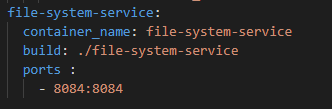 file-system-service:
  container_name: file-system-service
  build: ./file-system-service
  ports :
    - 8084:8084